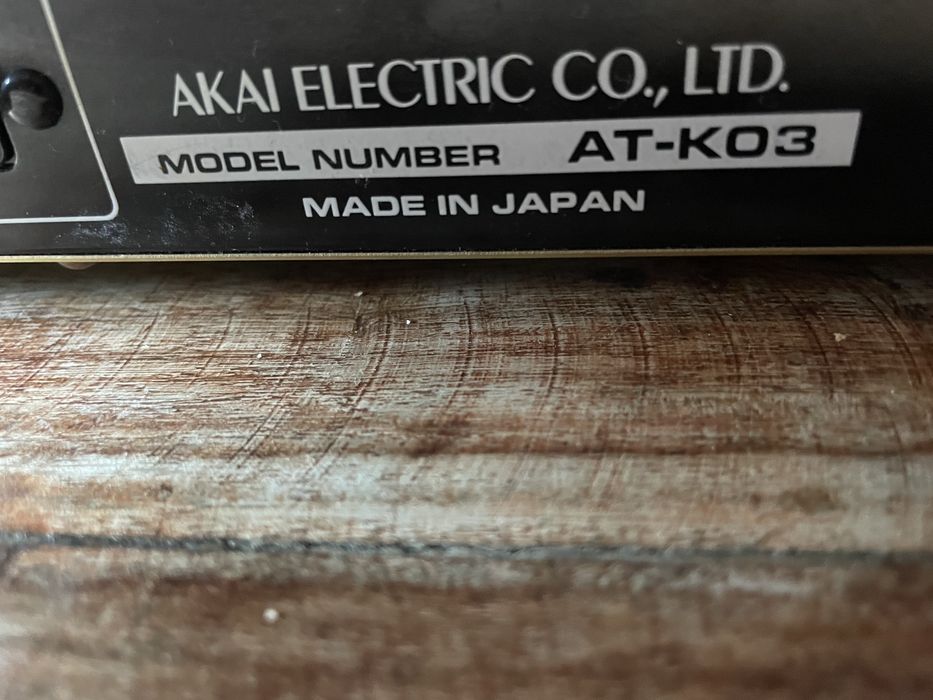 AKAI ELECTRIC CO., LTD.
MODEL NUMBER AT-K03
MADE IN JAPAN